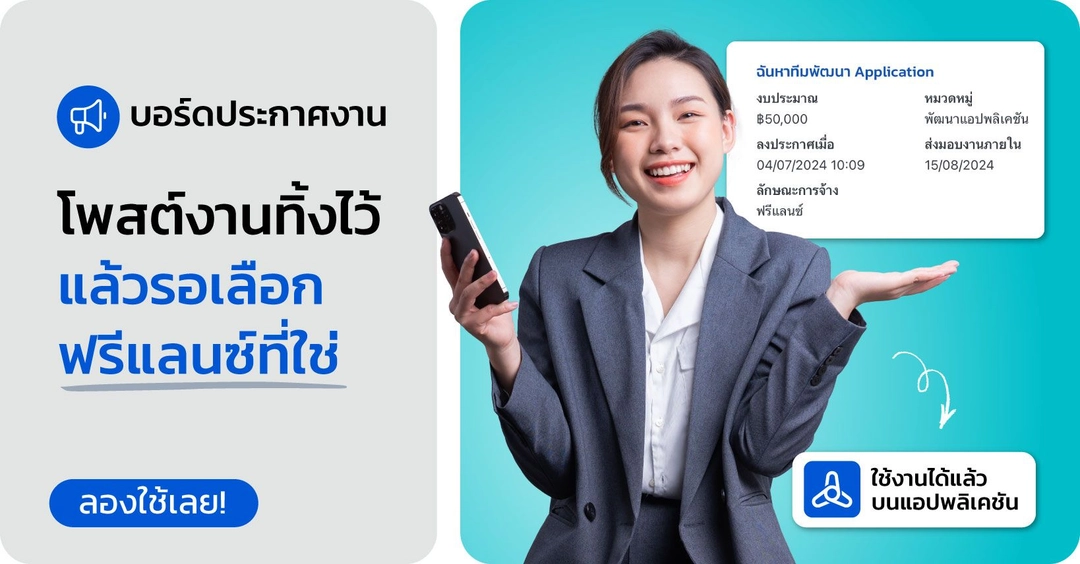 บอร์ดประกาศงาน
โพสต์งานทิ้งไว้
แล้วรอเลือก
ฟรีแลนซ์ที่ใช่
ลองใช้เลย!
ฉันหาทีมพัฒนา Application
งบประมาณ
฿50,000
หมวดหมู่
พัฒนาแอปพลิเคชัน
ลงประกาศเมื่อ
04/07/2024 10:09
ส่งมอบงานภายใน
15/08/2024
ลักษณะการจ้าง
ฟรีแลนซ์
ใช้งานได้แล้ว
บนแอปพลิเคชัน